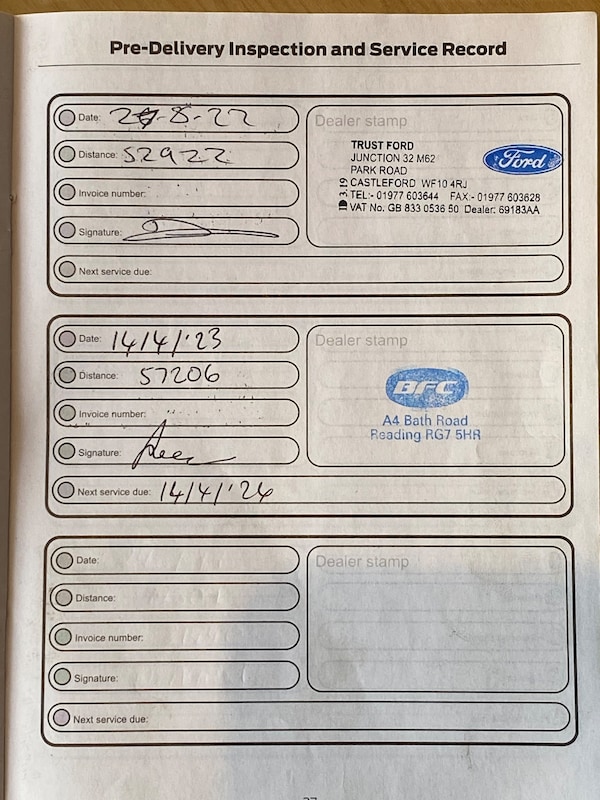 Pre-Delivery Inspection and Service Record
Date: 8-22
Distance: 52922
Invoice number:
Signature:
Next service due:
Dealer stamp
TRUST FORD
JUNCTION 32 M62
PARK ROAD
CASTLEFORD WF10 4RJ
TEL:- 01977 603644 FAX:- 01977 603628
VAT No. GB 833 0536 50 Dealer: 69183AA
ID 3.19
Ford
Date: 14/4/'23
Distance: 57206
Invoice number:
Signature:
Next service due: 14/4/'24
Dealer stamp
BFC
A4 Bath Road
Reading RG7 5HR
Date:
Distance:
Invoice number:
Signature:
Next service due:
Dealer stamp